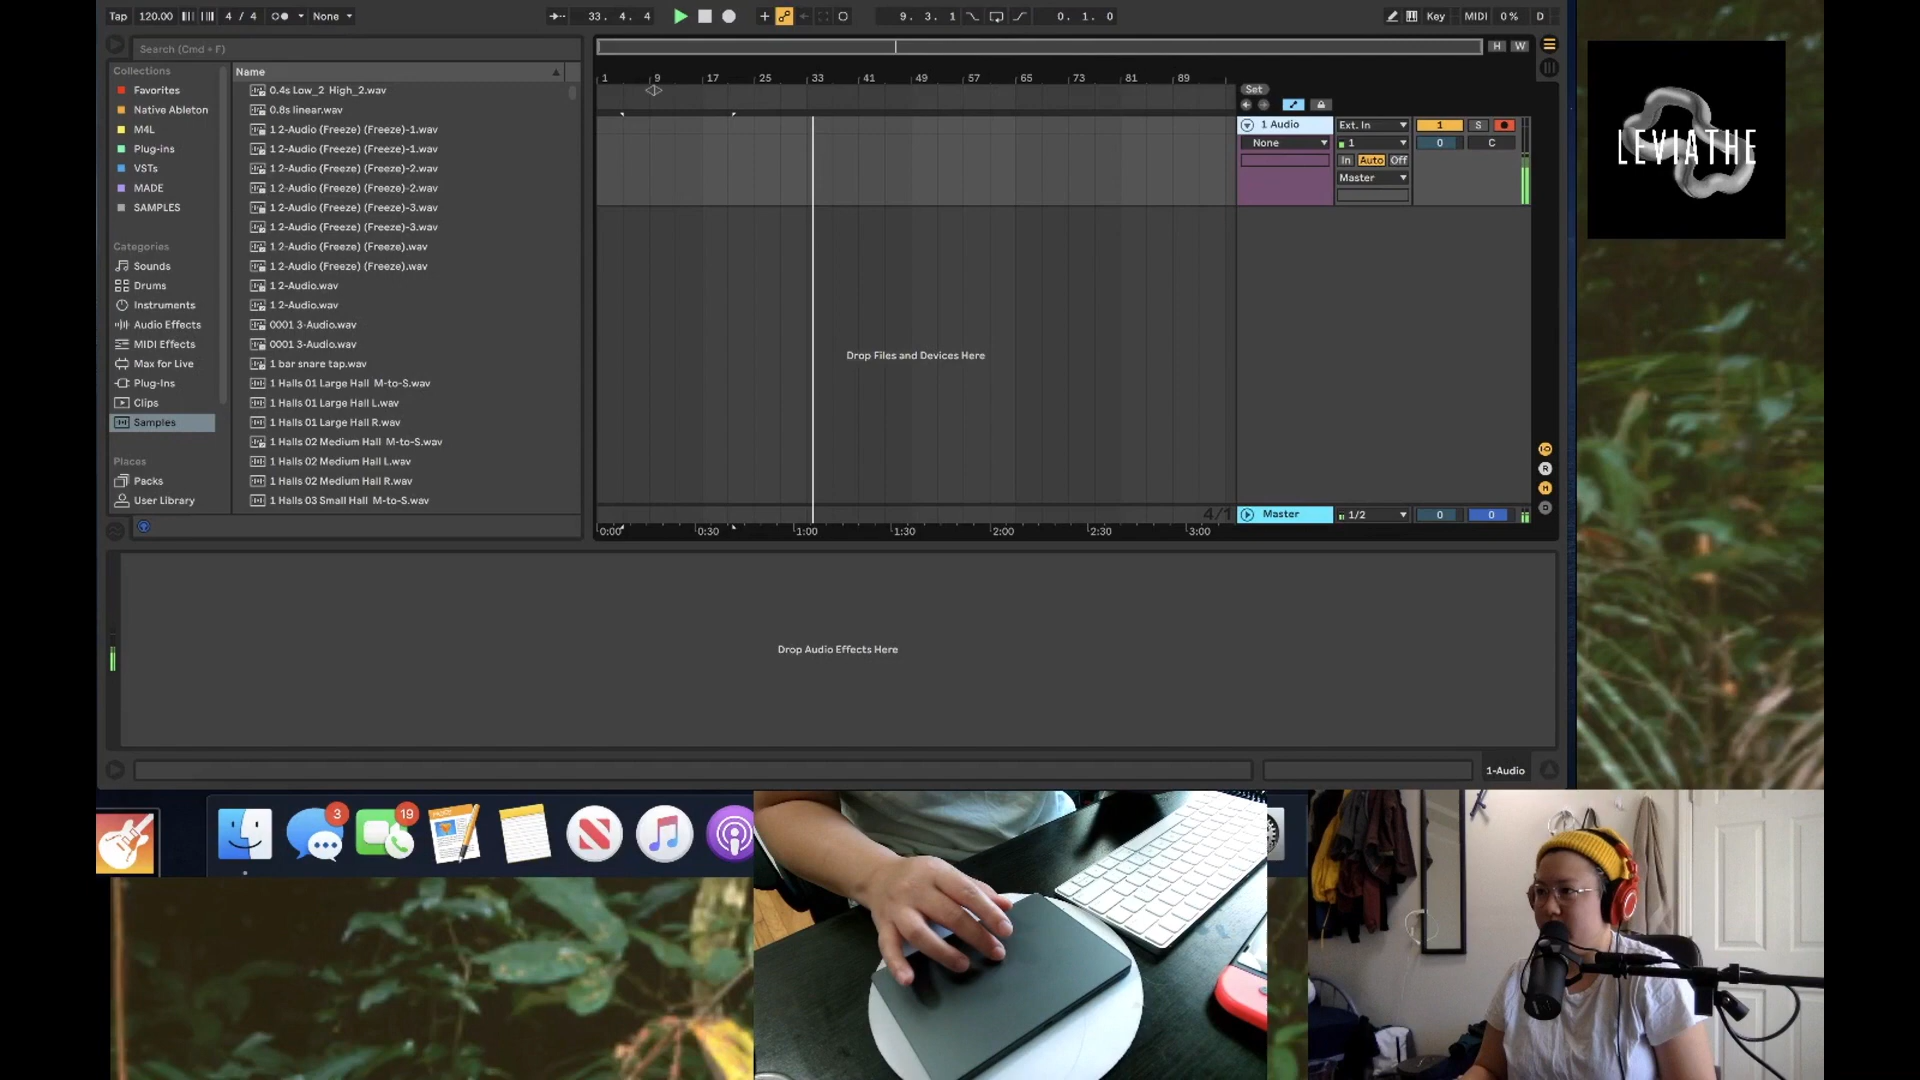 Tap 120.00 4 / 4 None 33. 4. 4 9. 3. 1 0. 1. 0 Key MIDI 0 % D
Search (Cmd + F)
H W
Collections
Name
1 9 17 25 33 41 49 57 65 73 81 89
Favorites
Native Ableton
M4L
Plug-ins
VSTs
MADE
SAMPLES
Categories
Sounds
Drums
Instruments
Audio Effects
MIDI Effects
Max for Live
Plug-Ins
Clips
Samples
Places
Packs
User Library
0.4s Low_2 High_2.wav
0.8s linear.wav
1 2-Audio (Freeze) (Freeze)-1.wav
1 2-Audio (Freeze) (Freeze)-1.wav
1 2-Audio (Freeze) (Freeze)-2.wav
1 2-Audio (Freeze) (Freeze)-2.wav
1 2-Audio (Freeze) (Freeze)-3.wav
1 2-Audio (Freeze) (Freeze)-3.wav
1 2-Audio (Freeze) (Freeze).wav
1 2-Audio (Freeze) (Freeze).wav
1 2-Audio.wav
1 2-Audio.wav
0001 3-Audio.wav
0001 3-Audio.wav
1 bar snare tap.wav
1 Halls 01 Large Hall M-to-S.wav
1 Halls 01 Large Hall L.wav
1 Halls 01 Large Hall R.wav
1 Halls 02 Medium Hall M-to-S.wav
1 Halls 02 Medium Hall L.wav
1 Halls 02 Medium Hall R.wav
1 Halls 03 Small Hall M-to-S.wav
Set
1 Audio Ext. In 1 S
None 1 0 C
In Auto Off
Master
Drop Files and Devices Here
R
M
D
4/1
Master 1/2 0 0
0:00 0:30 1:00 1:30 2:00 2:30 3:00
Drop Audio Effects Here
1-Audio
LEVIATHE
3
19